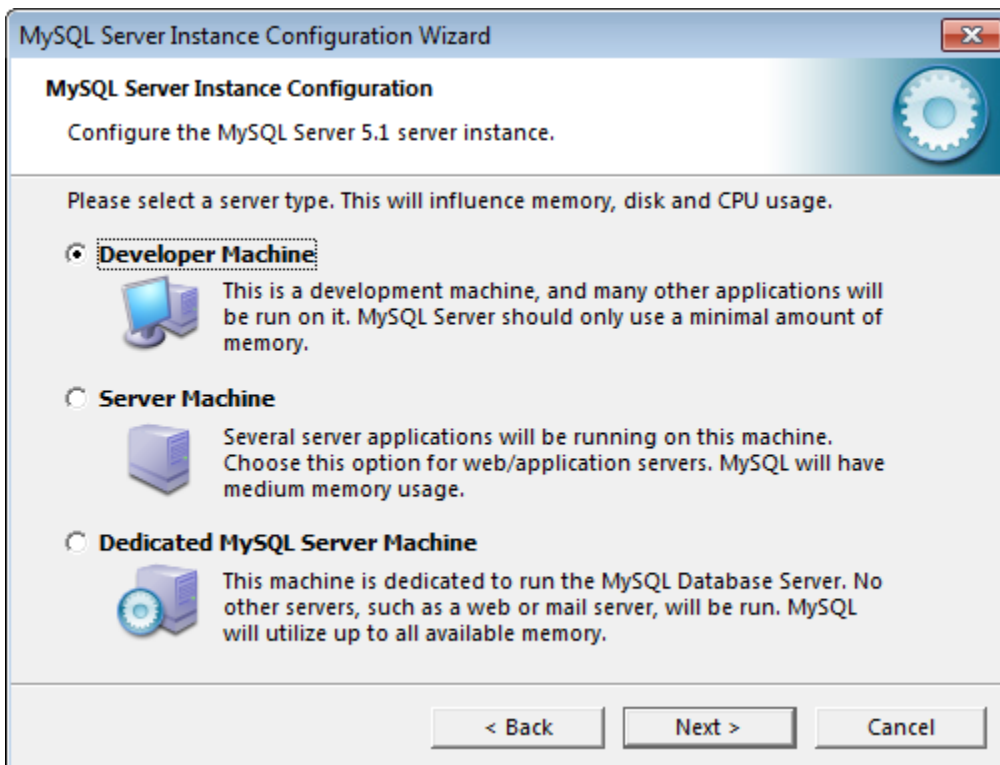 MySQL Server Instance Configuration Wizard
MySQL Server Instance Configuration
Configure the MySQL Server 5.1 server instance.
Please select a server type. This will influence memory, disk and CPU usage.
Developer Machine
This is a development machine, and many other applications will
be run on it. MySQL Server should only use a minimal amount of
memory.
Server Machine
Several server applications will be running on this machine.
Choose this option for web/application servers. MySQL will have
medium memory usage.
Dedicated MySQL Server Machine
This machine is dedicated to run the MySQL Database Server. No
other servers, such as a web or mail server, will be run. MySQL
will utilize up to all available memory.
< Back Next > Cancel